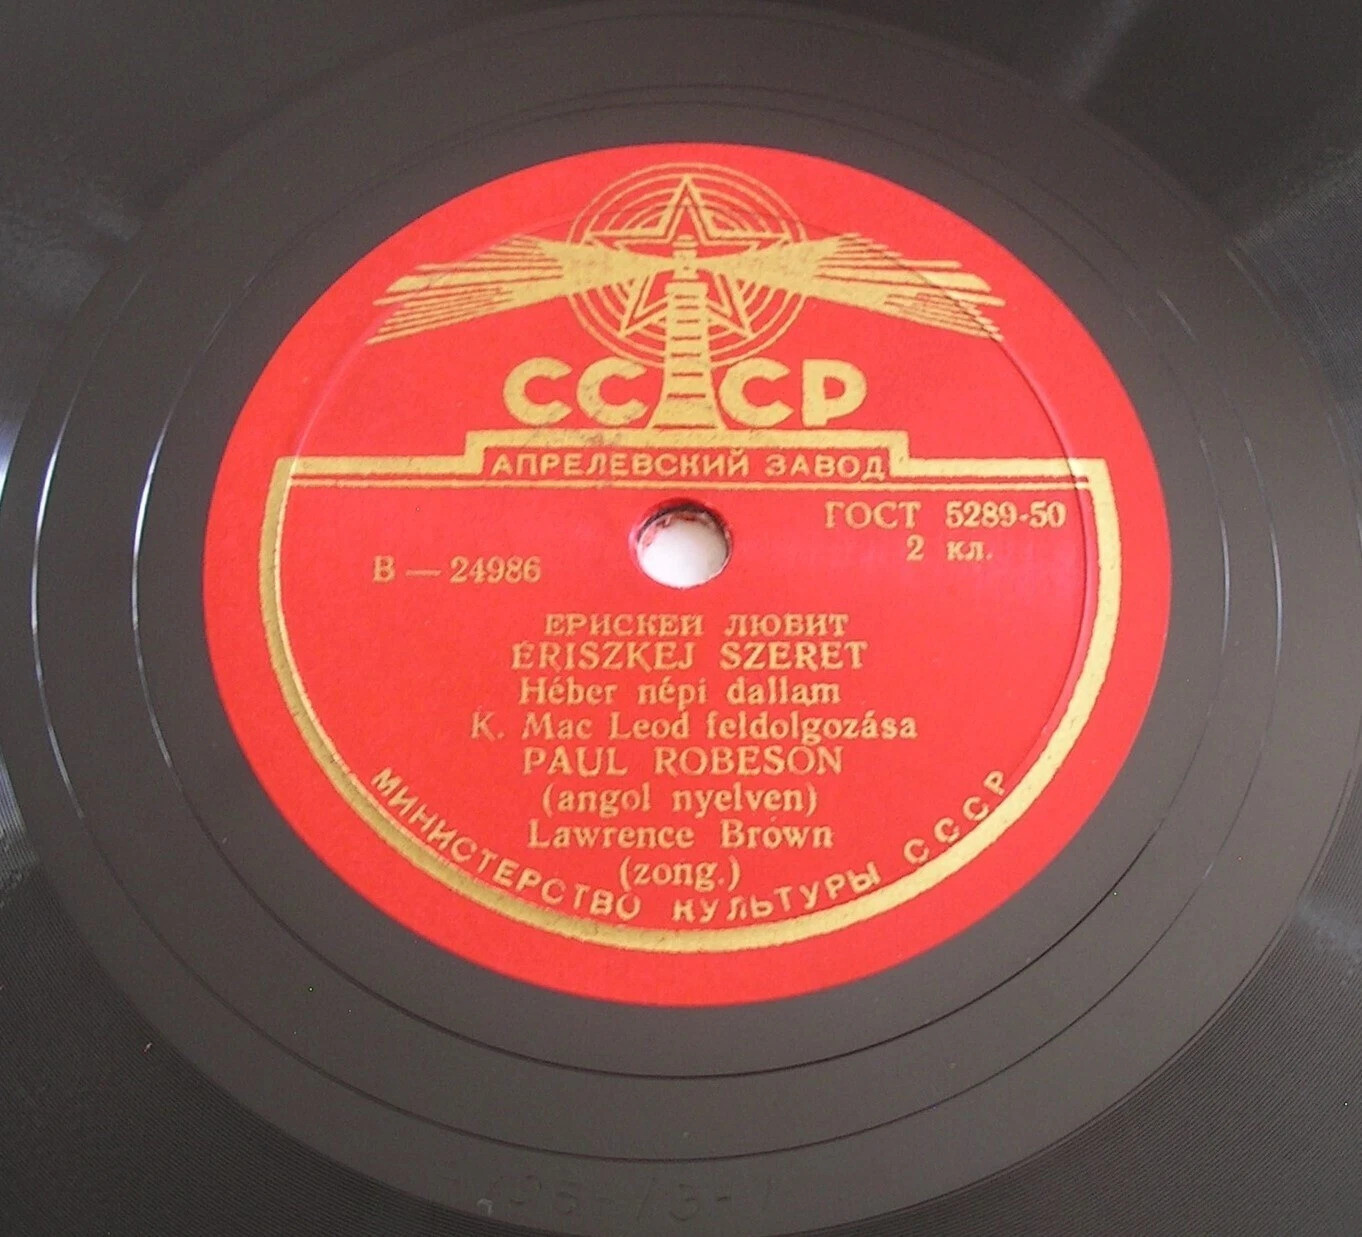 СССР
АПРЕЛЕВСКИЙ ЗАВОД
ГОСТ 5289-50
2 кл.
В — 24986
ЕРИСКЕЙ ЛЮБИТ
ERISZKEJ SZERET
Héber népi dallam
K. Mac Leod feldolgozása
PAUL ROBESON
(angol nyelven)
Lawrence Brown
(zong.)
МИНИСТЕРСТВО КУЛЬТУРЫ СССР